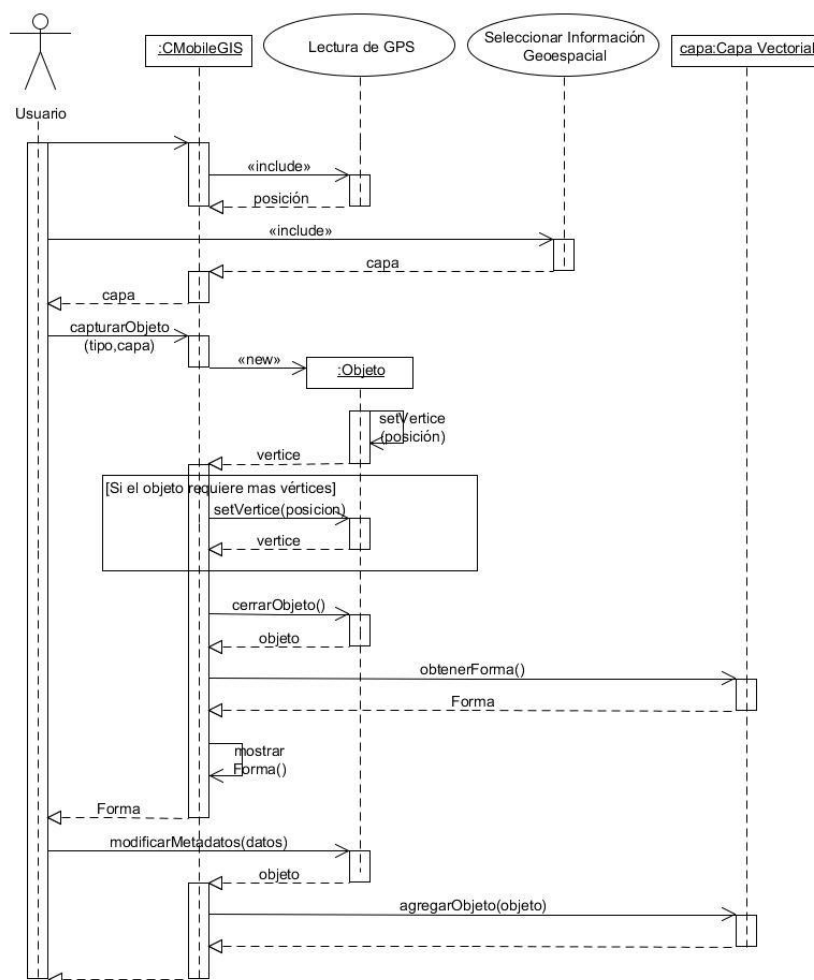 :CMobileGIS
Lectura de GPS
Seleccionar Información
Geoespacial
capa:Capa Vectorial
Usuario
«include»
posición
«include»
capa
capa
capturarObjeto
(tipo,capa)
«new»
:Objeto
setVertice
(posición)
vertice
[Si el objeto requiere mas vértices]
setVertice(posicion)
vertice
cerrarObjeto()
objeto
obtenerForma()
Forma
mostrar
Forma()
Forma
modificarMetadatos(datos)
objeto
agregarObjeto(objeto)